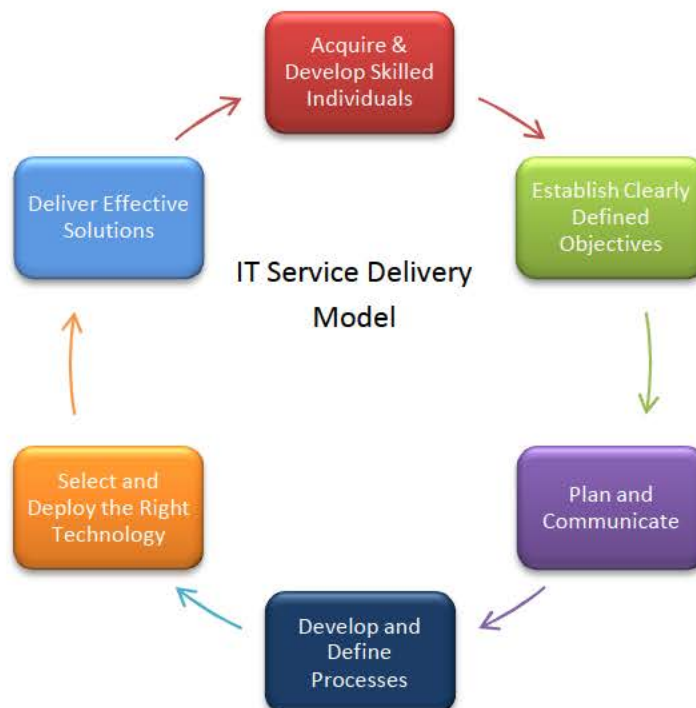 Acquire &
Develop Skilled
Individuals
Establish Clearly
Defined
Objectives
Plan and
Communicate
Develop and
Define
Processes
Select and
Deploy the Right
Technology
Deliver Effective
Solutions
IT Service Delivery
Model